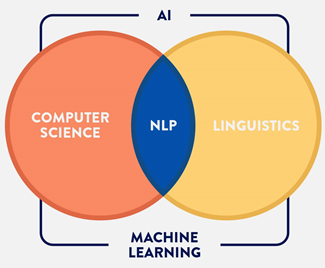 AI
COMPUTER
SCIENCE
NLP
LINGUISTICS
MACHINE
LEARNING